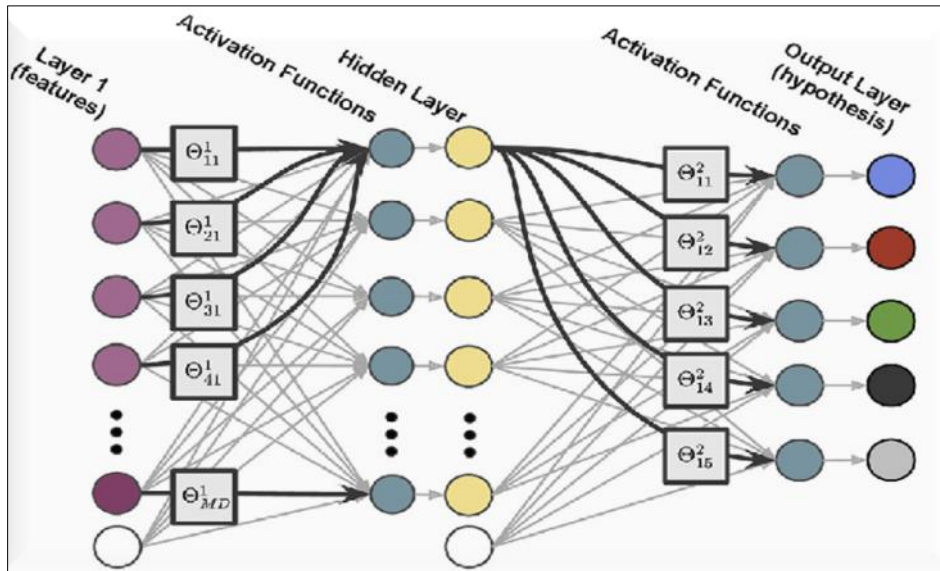 Layer 1
(features)
Activation Functions
Hidden Layer
Activation Functions
Output Layer
(hypothesis)
Θ¹₁₁
Θ¹₂₁
Θ¹₃₁
Θ¹₄₁
Θ¹_MD
Θ²₁₁
Θ²₁₂
Θ²₁₃
Θ²₁₄
Θ²₁₅